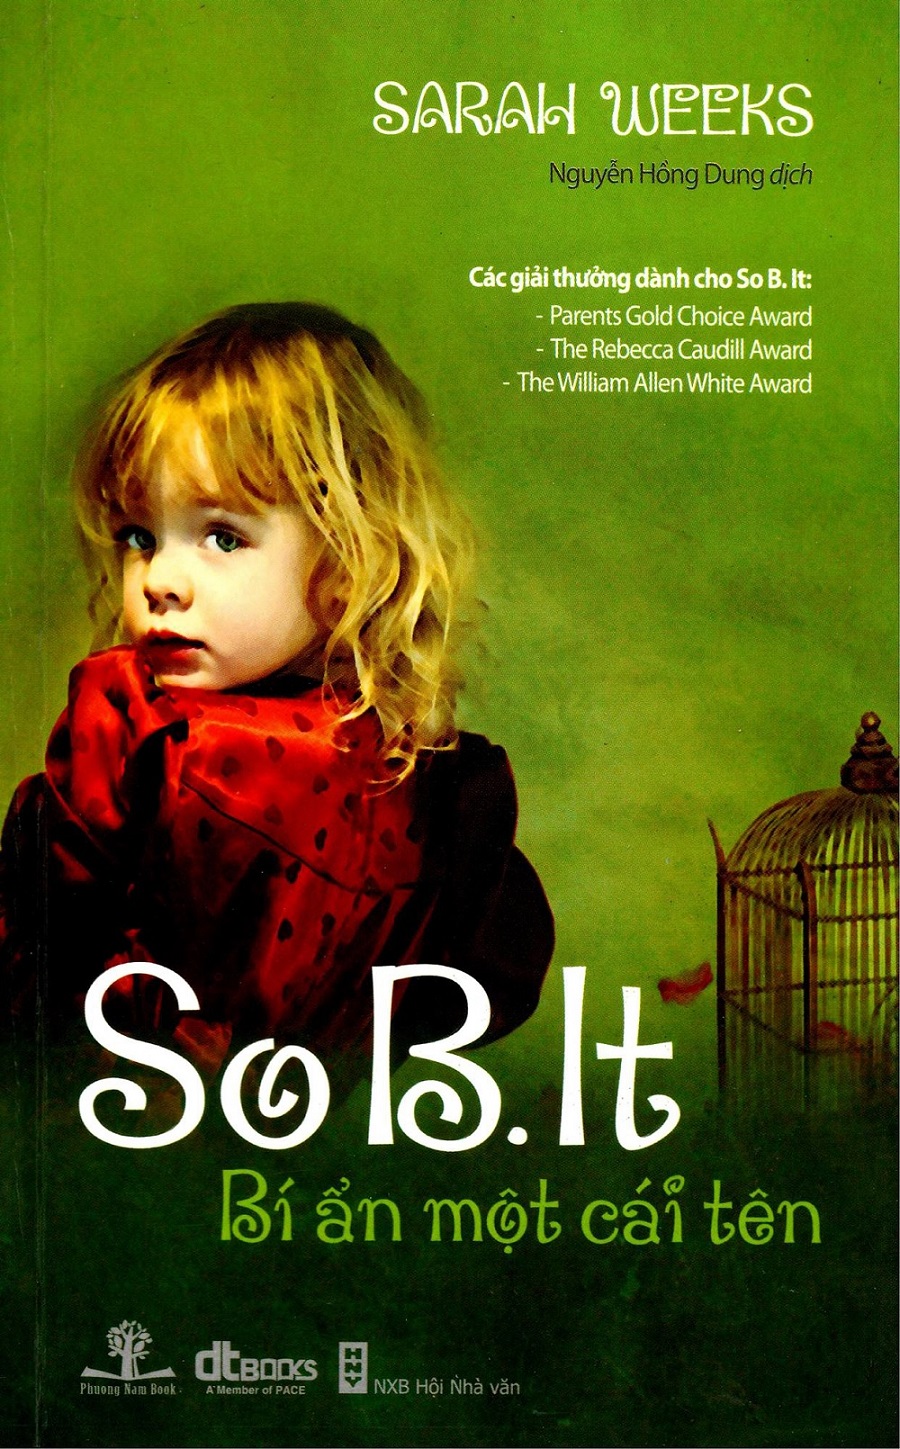 SARAH WEEKS
Nguyễn Hồng Dung dịch
Các giải thưởng dành cho So B. It:
- Parents Gold Choice Award
- The Rebecca Caudill Award
- The William Allen White Award
So B. It
Bí ẩn một cái tên
Phuong Nam Book
dtBOOKS
A Member of PACE
HNV
NXB Hội Nhà văn